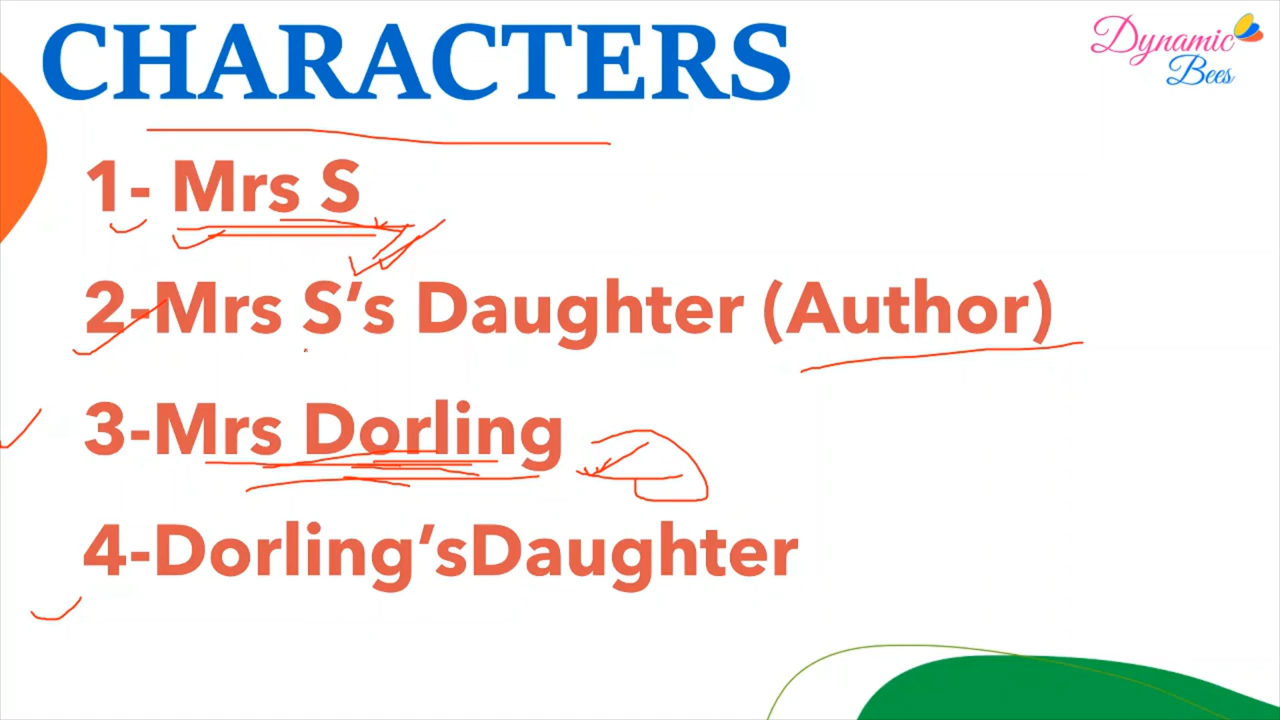 CHARACTERS
Dynamic
Bees
1- Mrs S
2-Mrs S’s Daughter (Author)
3-Mrs Dorling
4-Dorling’sDaughter